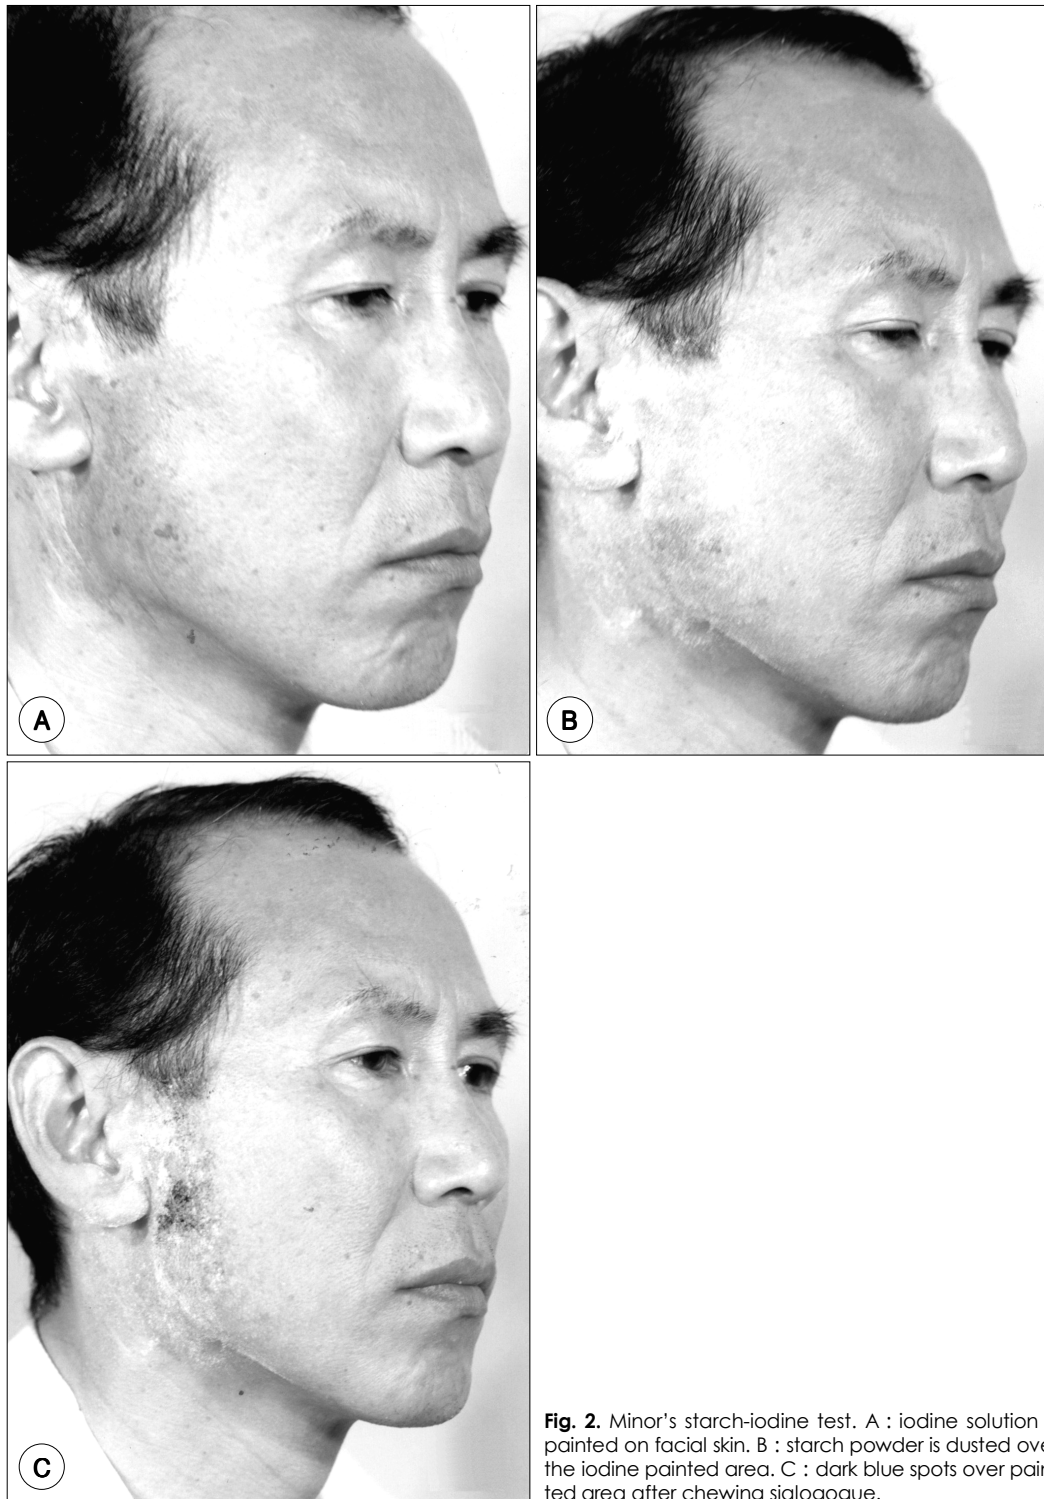 A
B
C
Fig. 2. Minor's starch-iodine test. A : iodine solution
painted on facial skin. B : starch powder is dusted ove
the iodine painted area. C : dark blue spots over pain
ted area after chewing sialogogue.